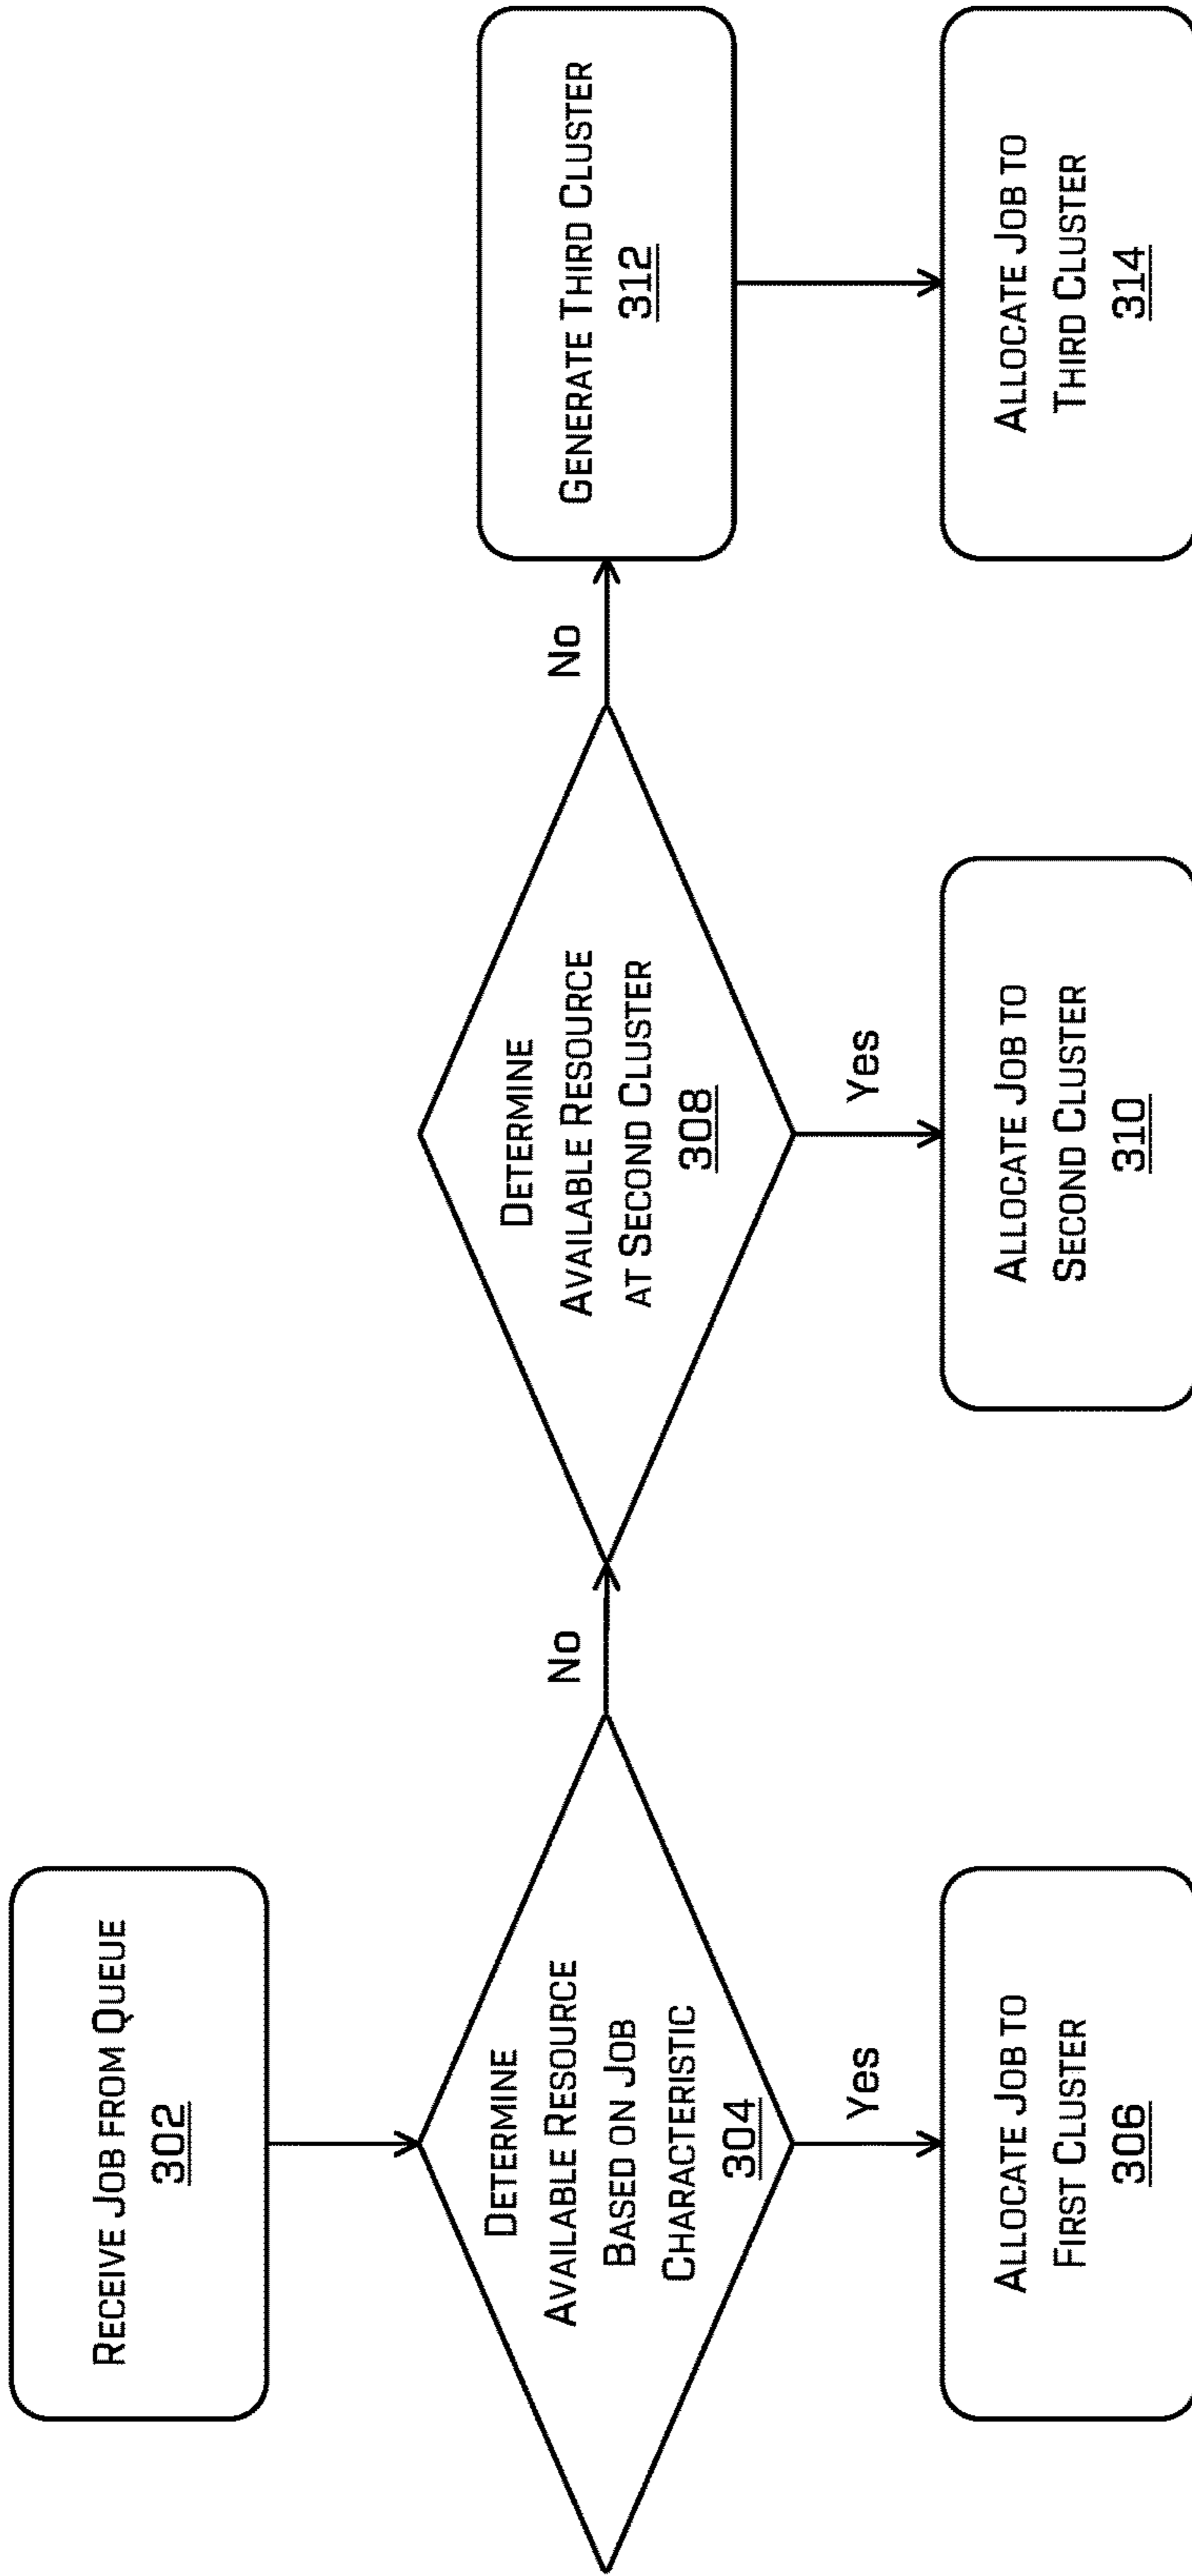 RECEIVE JOB FROM QUEUE
302
DETERMINE
AVAILABLE RESOURCE
BASED ON JOB
CHARACTERISTIC
304
Yes
ALLOCATE JOB TO
FIRST CLUSTER
306
No
DETERMINE
AVAILABLE RESOURCE
AT SECOND CLUSTER
308
Yes
ALLOCATE JOB TO
SECOND CLUSTER
310
No
GENERATE THIRD CLUSTER
312
ALLOCATE JOB TO
THIRD CLUSTER
314